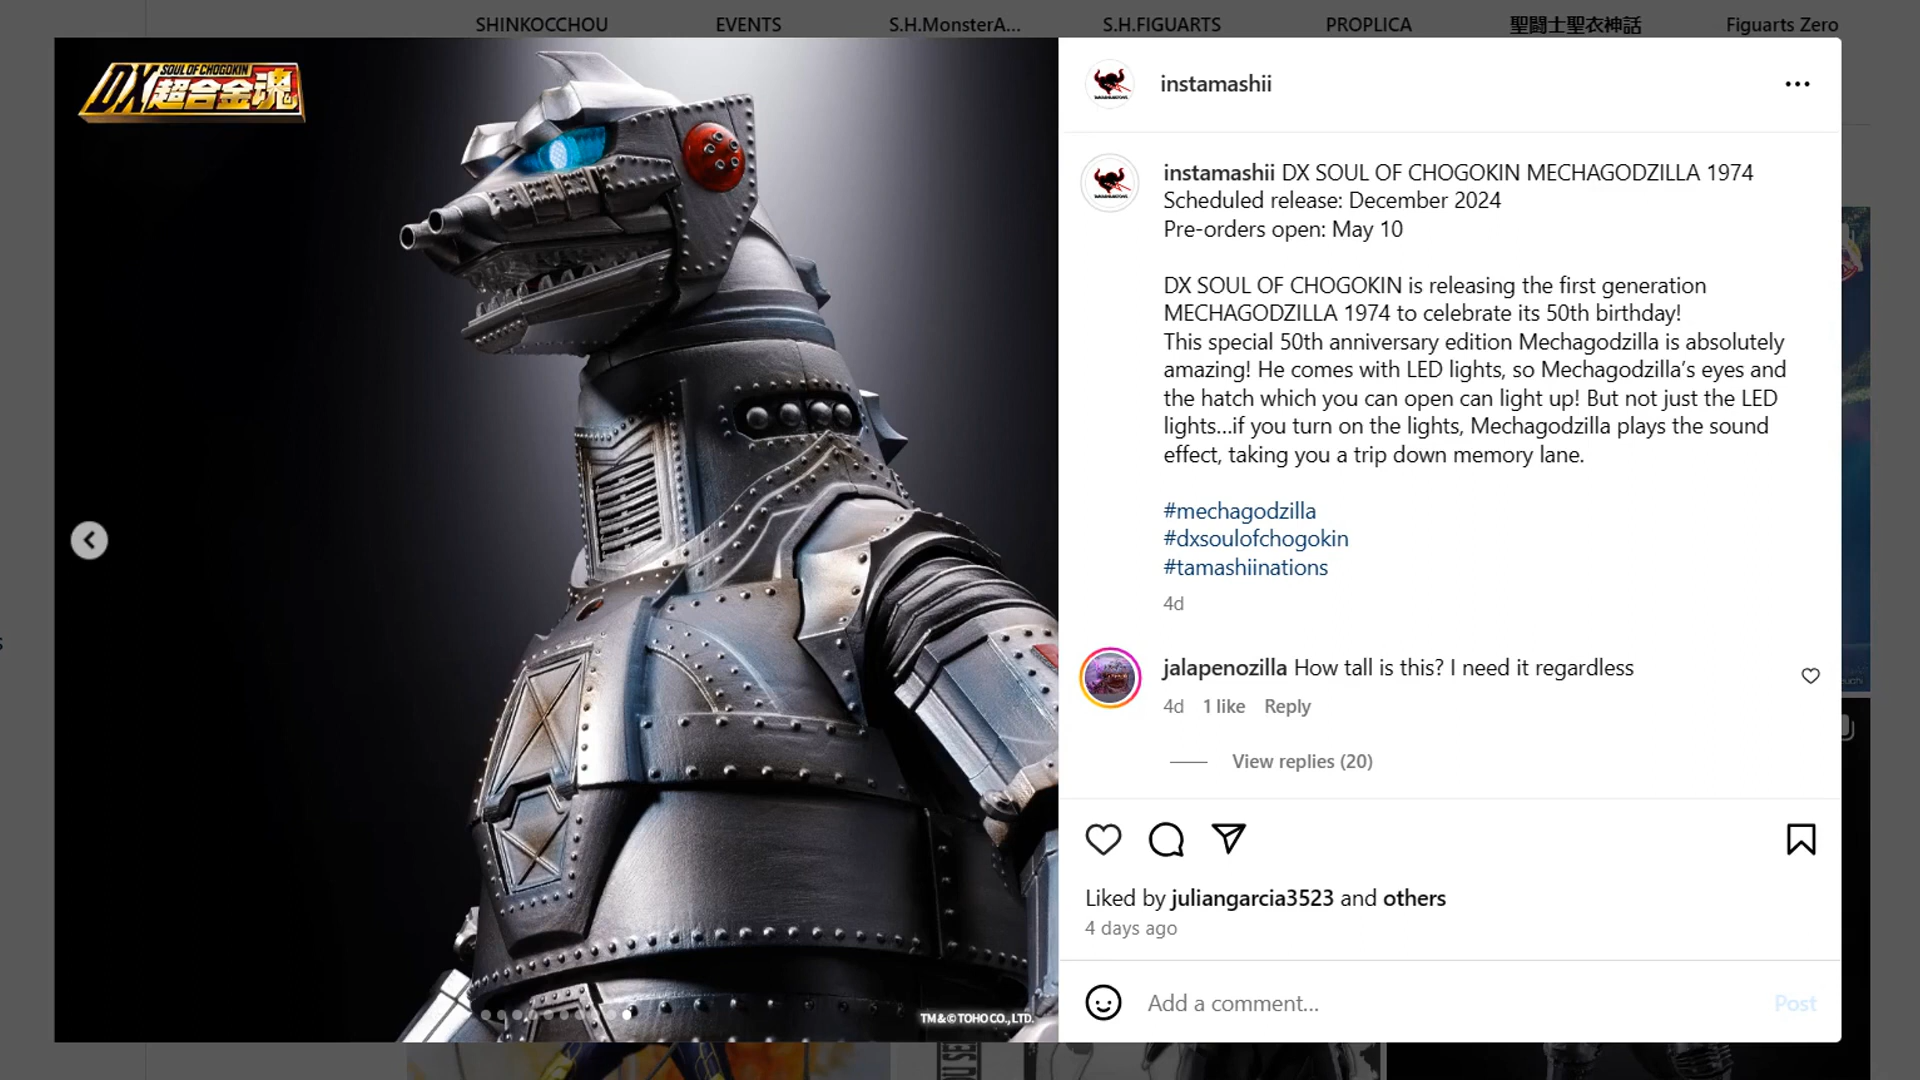 SHINKOCCHOU EVENTS S.H.MonsterA... S.H.FIGUARTS PROPLICA 聖闘士聖衣神話 Figuarts Zero
DX SOUL OF CHOGOKIN
超合金魂
TM & © TOHO CO., LTD.
instamashii
instamashii DX SOUL OF CHOGOKIN MECHAGODZILLA 1974
Scheduled release: December 2024
Pre-orders open: May 10
DX SOUL OF CHOGOKIN is releasing the first generation
MECHAGODZILLA 1974 to celebrate its 50th birthday!
This special 50th anniversary edition Mechagodzilla is absolutely
amazing! He comes with LED lights, so Mechagodzilla’s eyes and
the hatch which you can open can light up! But not just the LED
lights...if you turn on the lights, Mechagodzilla plays the sound
effect, taking you a trip down memory lane.
#mechagodzilla
#dxsoulofchogokin
#tamashiinations
4d
jalapenozilla How tall is this? I need it regardless
4d 1 like Reply
View replies (20)
Liked by juliangarcia3523 and others
4 days ago
Add a comment...
Post